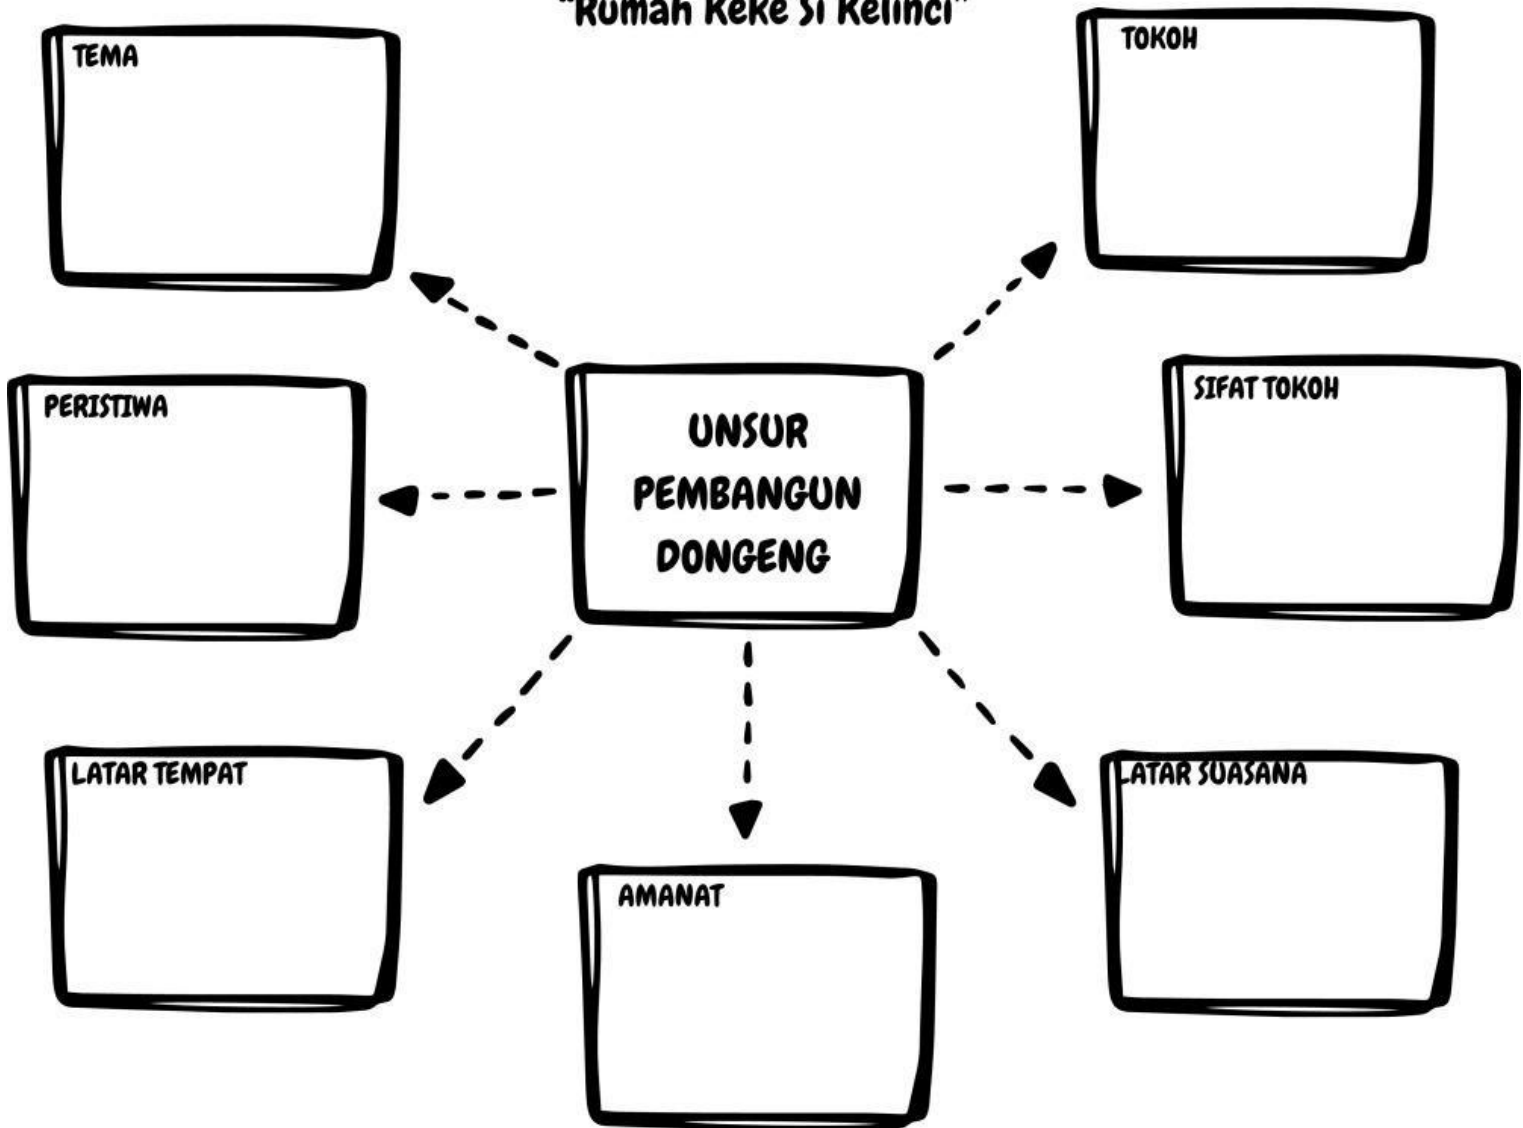 "Rumah Keke Si Kelinci"
TEMA
TOKOH
PERISTIWA
SIFAT TOKOH
UNSUR
PEMBANGUN
DONGENG
LATAR TEMPAT
LATAR SUASANA
AMANAT